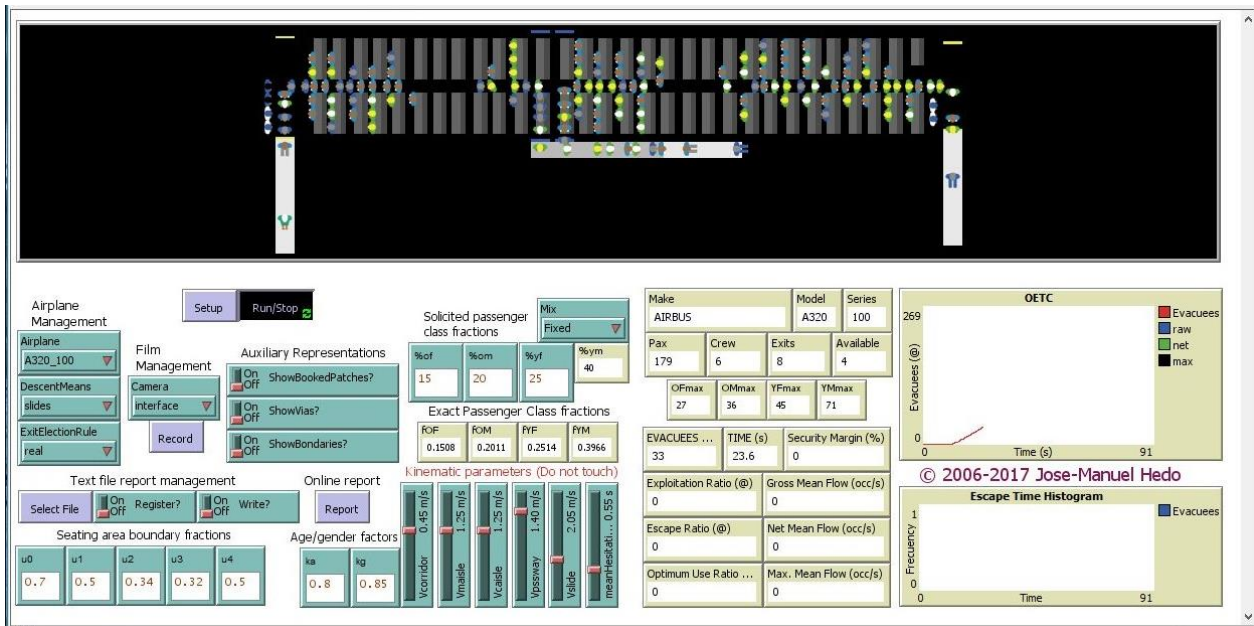 Airplane
Management
Airplane
A320_100
DescentMeans
slides
ExitElectionRule
real
Setup
Run/Stop
Film
Management
Camera
interface
Record
Auxiliary Representations
On
Off
ShowBookedPatches?
On
Off
ShowVias?
On
Off
ShowBondaries?
Solicited passenger
class fractions
Mix
Fixed
%of
15
%om
20
%yf
25
%ym
40
Exact Passenger Class fractions
fOF
0.1508
fOM
0.2011
fYF
0.2514
fYM
0.3966
Kinematic parameters (Do not touch)
Vcorridor 0.45 m/s
Vmaisle 1.25 m/s
Vcaisle 1.25 m/s
Vpssway 1.40 m/s
Vslide 2.05 m/s
meanHesitati... 0.55 s
Text file report management
Select File
On
Off
Register?
On
Off
Write?
Online report
Report
Seating area boundary fractions
u0
0.7
u1
0.5
u2
0.34
u3
0.32
u4
0.5
Age/gender factors
ka
0.8
kg
0.85
Make
AIRBUS
Model
A320
Series
100
Pax
179
Crew
6
Exits
8
Available
4
OFmax
27
OMmax
36
YFmax
45
YMmax
71
EVACUEES ...
33
TIME (s)
23.6
Security Margin (%)
0
Exploitation Ratio (@)
0
Gross Mean Flow (occ/s)
0
Escape Ratio (@)
0
Net Mean Flow (occ/s)
0
Optimum Use Ratio ...
0
Max. Mean Flow (occ/s)
0
OETC
269
Evacuees (@)
0
0
Time (s)
91
Evacuees
raw
net
max
© 2006-2017 Jose-Manuel Hedo
Escape Time Histogram
1
Frecuency
0
0
Time
91
Evacuees